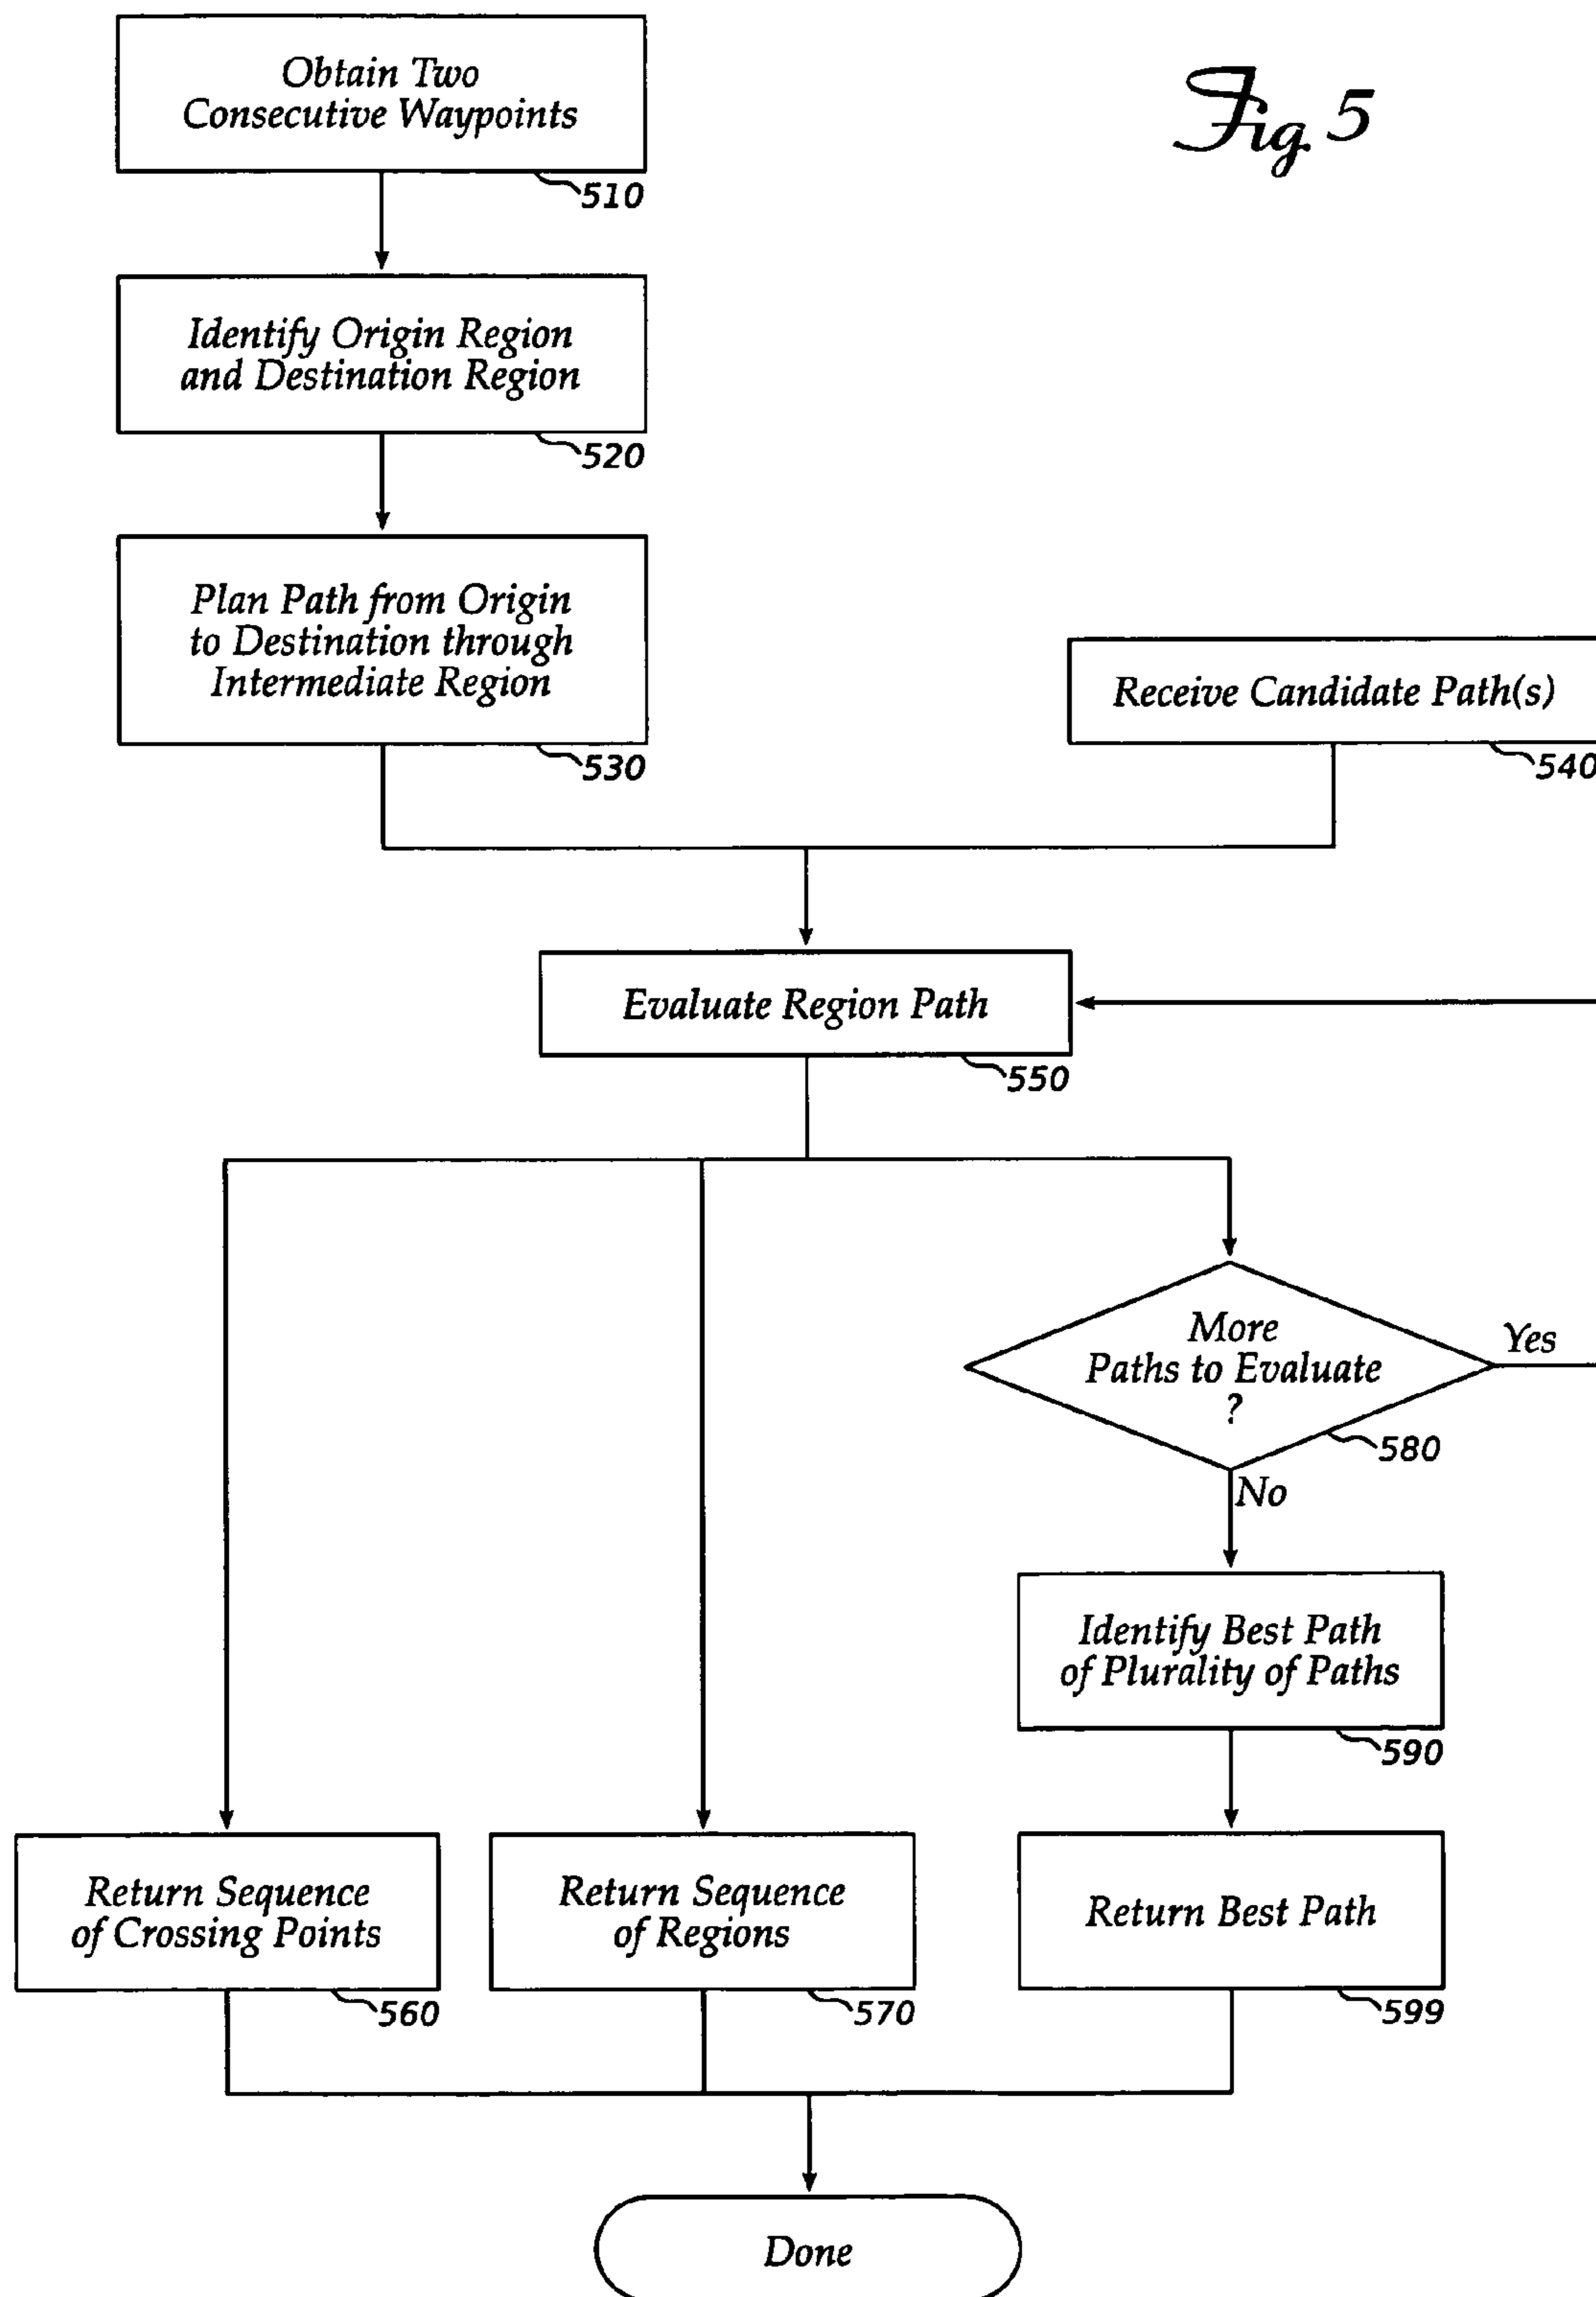 Obtain Two
Consecutive Waypoints
510
Fig. 5
Identify Origin Region
and Destination Region
520
Plan Path from Origin
to Destination through
Intermediate Region
530
Receive Candidate Path(s)
540
Evaluate Region Path
550
More
Paths to Evaluate
?
580
Yes
No
Identify Best Path
of Plurality of Paths
590
Return Sequence
of Crossing Points
560
Return Sequence
of Regions
570
Return Best Path
599
Done